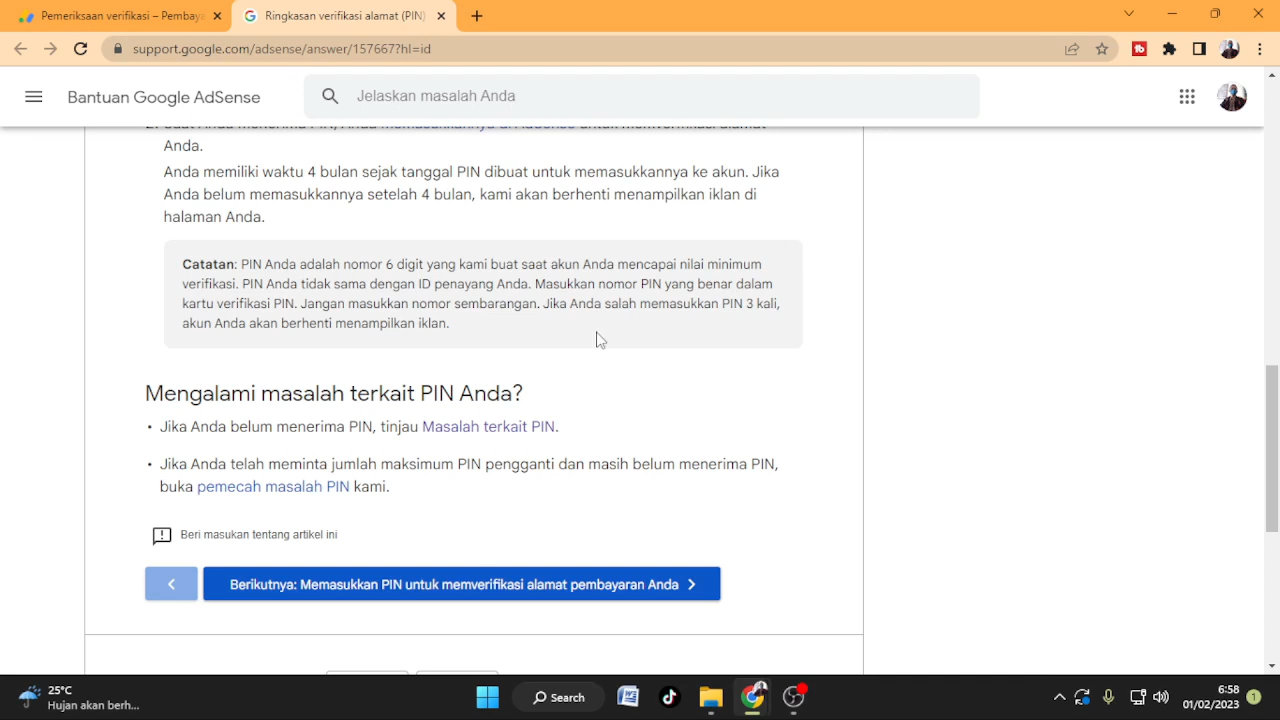 Pemeriksaan verifikasi – Pembaya
Ringkasan verifikasi alamat (PIN)
support.google.com/adsense/answer/157667?hl=id
Bantuan Google AdSense
Jelaskan masalah Anda
Anda.
Anda memiliki waktu 4 bulan sejak tanggal PIN dibuat untuk memasukkannya ke akun. Jika
Anda belum memasukkannya setelah 4 bulan, kami akan berhenti menampilkan iklan di
halaman Anda.
Catatan: PIN Anda adalah nomor 6 digit yang kami buat saat akun Anda mencapai nilai minimum
verifikasi. PIN Anda tidak sama dengan ID penayang Anda. Masukkan nomor PIN yang benar dalam
kartu verifikasi PIN. Jangan masukkan nomor sembarangan. Jika Anda salah memasukkan PIN 3 kali,
akun Anda akan berhenti menampilkan iklan.
Mengalami masalah terkait PIN Anda?
• Jika Anda belum menerima PIN, tinjau Masalah terkait PIN.
• Jika Anda telah meminta jumlah maksimum PIN pengganti dan masih belum menerima PIN,
buka pemecah masalah PIN kami.
Beri masukan tentang artikel ini
Berikutnya: Memasukkan PIN untuk memverifikasi alamat pembayaran Anda
25°C
Hujan akan berh...
Search
6:58
01/02/2023
1